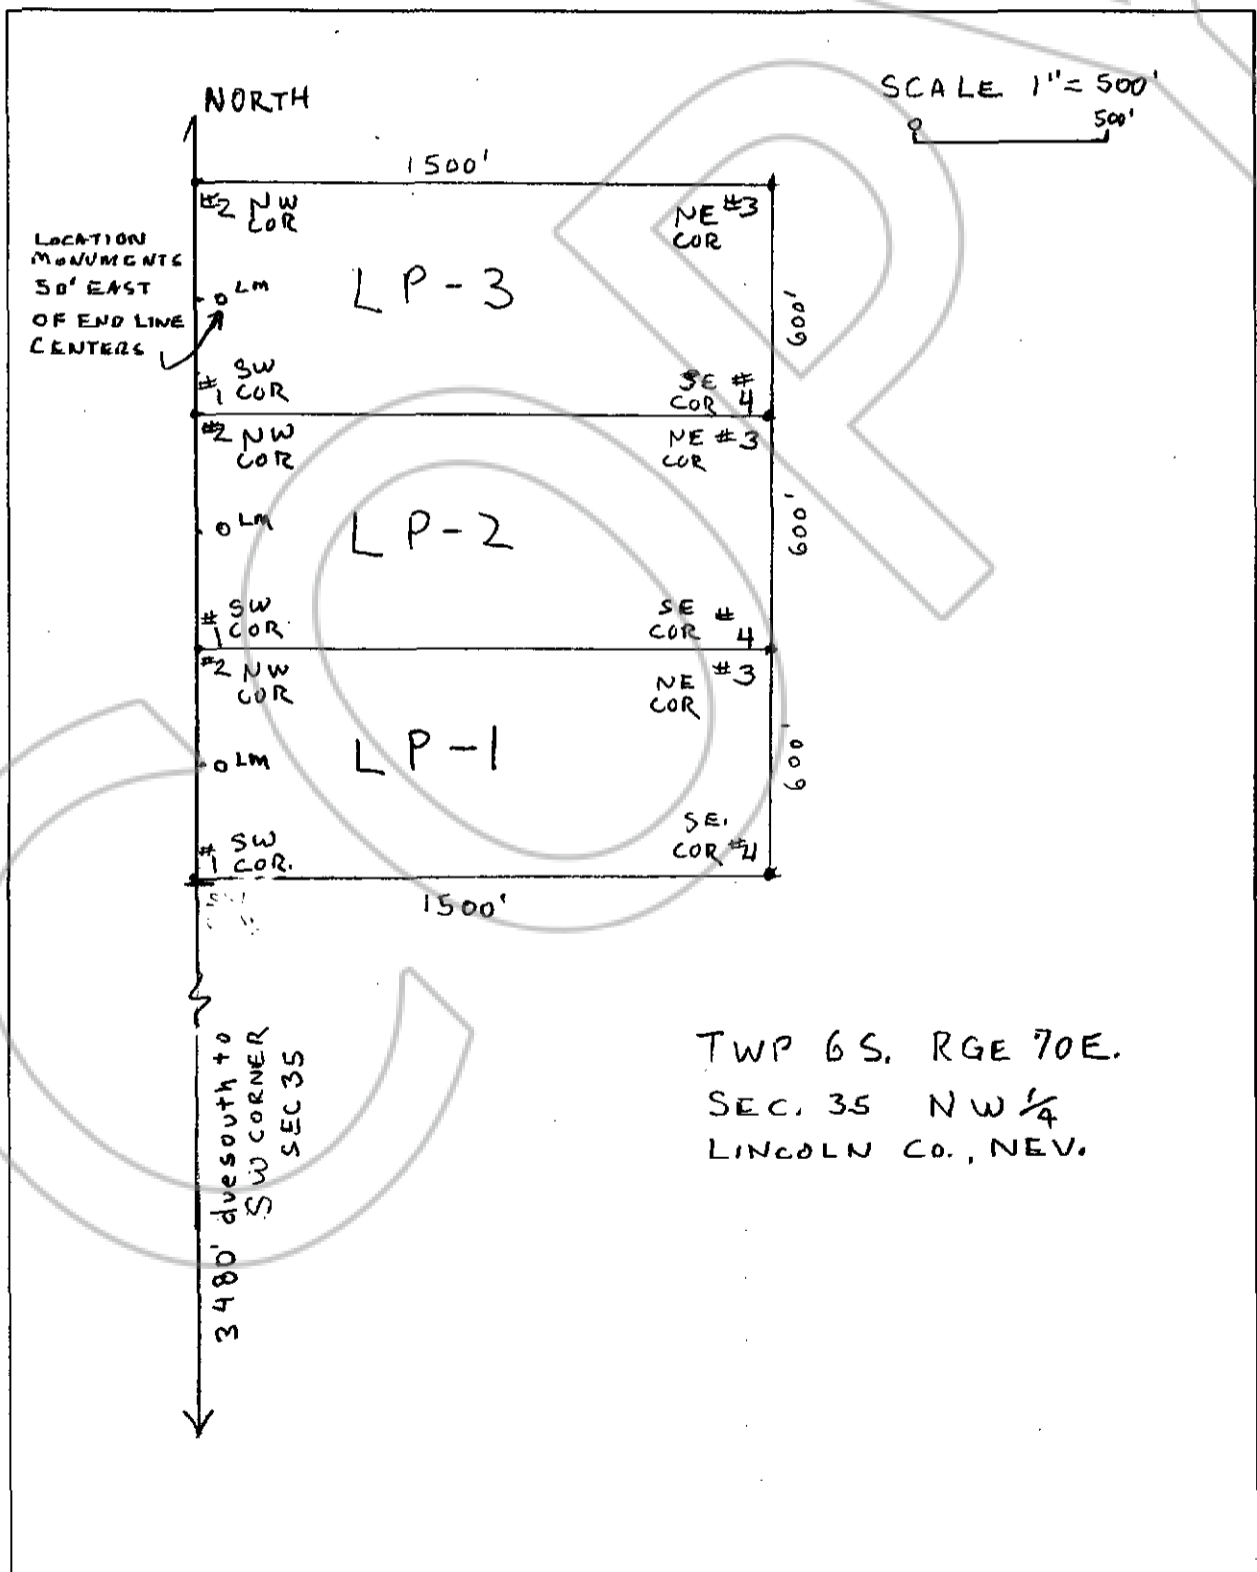 SCALE 1"= 500'
0 500'
NORTH
1500'
#2 NW
COR
NE #3
COR
LOCATION
MONUMENTS
50' EAST
OF END LINE
CENTERS
LM
LP-3
600'
#1 SW
COR
SE #4
COR
#2 NW
COR
NE #3
COR
LM
LP-2
600'
#1 SW
COR
SE #4
COR
#2 NW
COR
NE #3
COR
LM
LP-1
600'
#1 SW
COR.
SE.
COR #4
1500'
3480' due south to
SW CORNER
SEC 35
TWP 6 S. RGE 70E.
SEC. 35 NW 1/4
LINCOLN CO., NEV.
COP